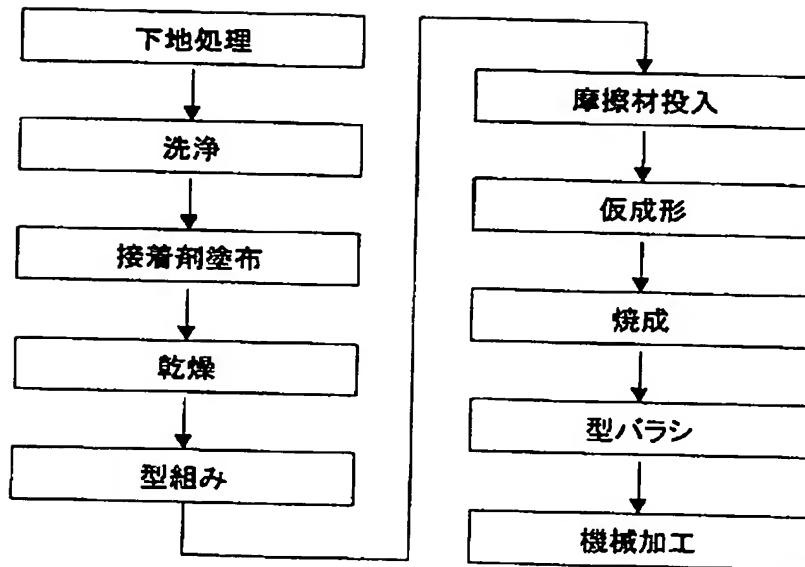 下地処理
洗浄
接着剤塗布
乾燥
型組み
摩擦材投入
仮成形
焼成
型バラシ
機械加工